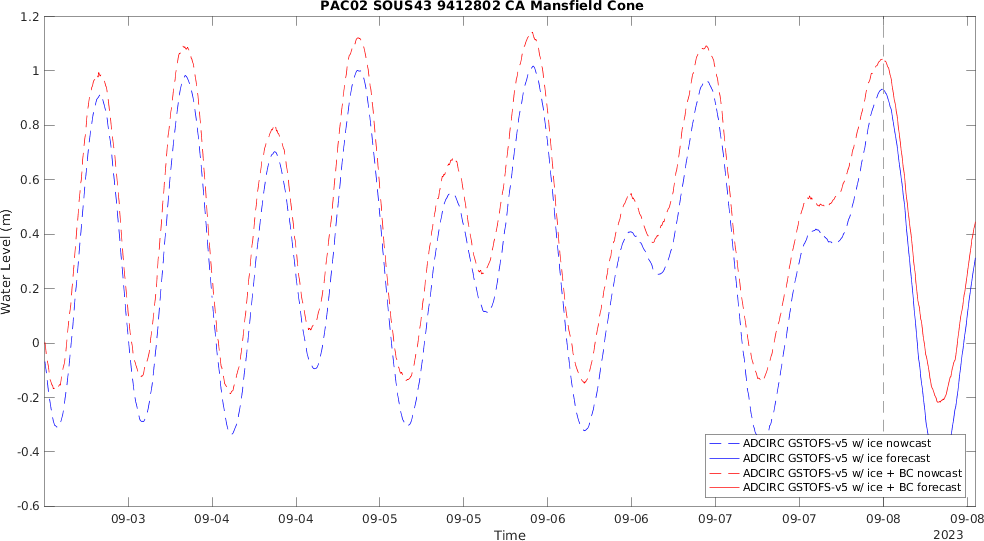 PAC02 SOUS43 9412802 CA Mansfield Cone
Water Level (m)
1.2
1
0.8
0.6
0.4
0.2
0
-0.2
-0.4
-0.6
ADCIRC GSTOFS-v5 w/ ice nowcast
ADCIRC GSTOFS-v5 w/ ice forecast
ADCIRC GSTOFS-v5 w/ ice + BC nowcast
ADCIRC GSTOFS-v5 w/ ice + BC forecast
09-03 09-04 09-04 09-05 09-05 09-06 09-06 09-07 09-07 09-08 09-08
Time 2023